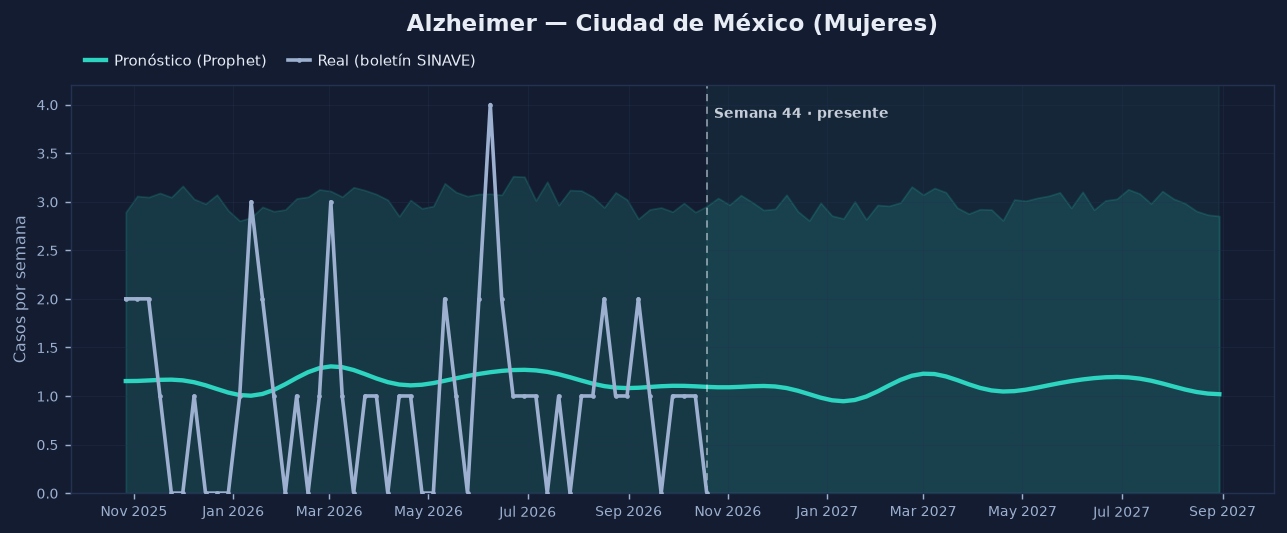 Alzheimer — Ciudad de México (Mujeres)
Pronóstico (Prophet)
Real (boletín SINAVE)
Semana 44 · presente
Casos por semana
4.0
3.5
3.0
2.5
2.0
1.5
1.0
0.5
0.0
Nov 2025
Jan 2026
Mar 2026
May 2026
Jul 2026
Sep 2026
Nov 2026
Jan 2027
Mar 2027
May 2027
Jul 2027
Sep 2027